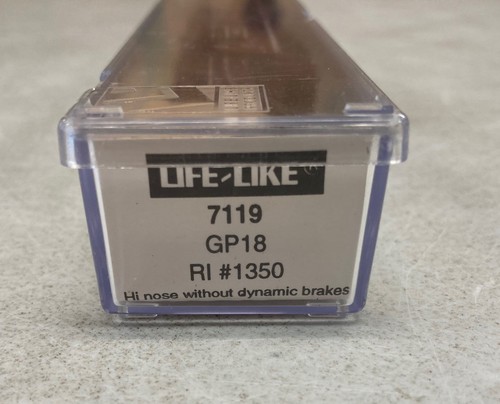 LIFE-LIKE®
7119
GP18
RI #1350
Hi nose without dynamic brakes